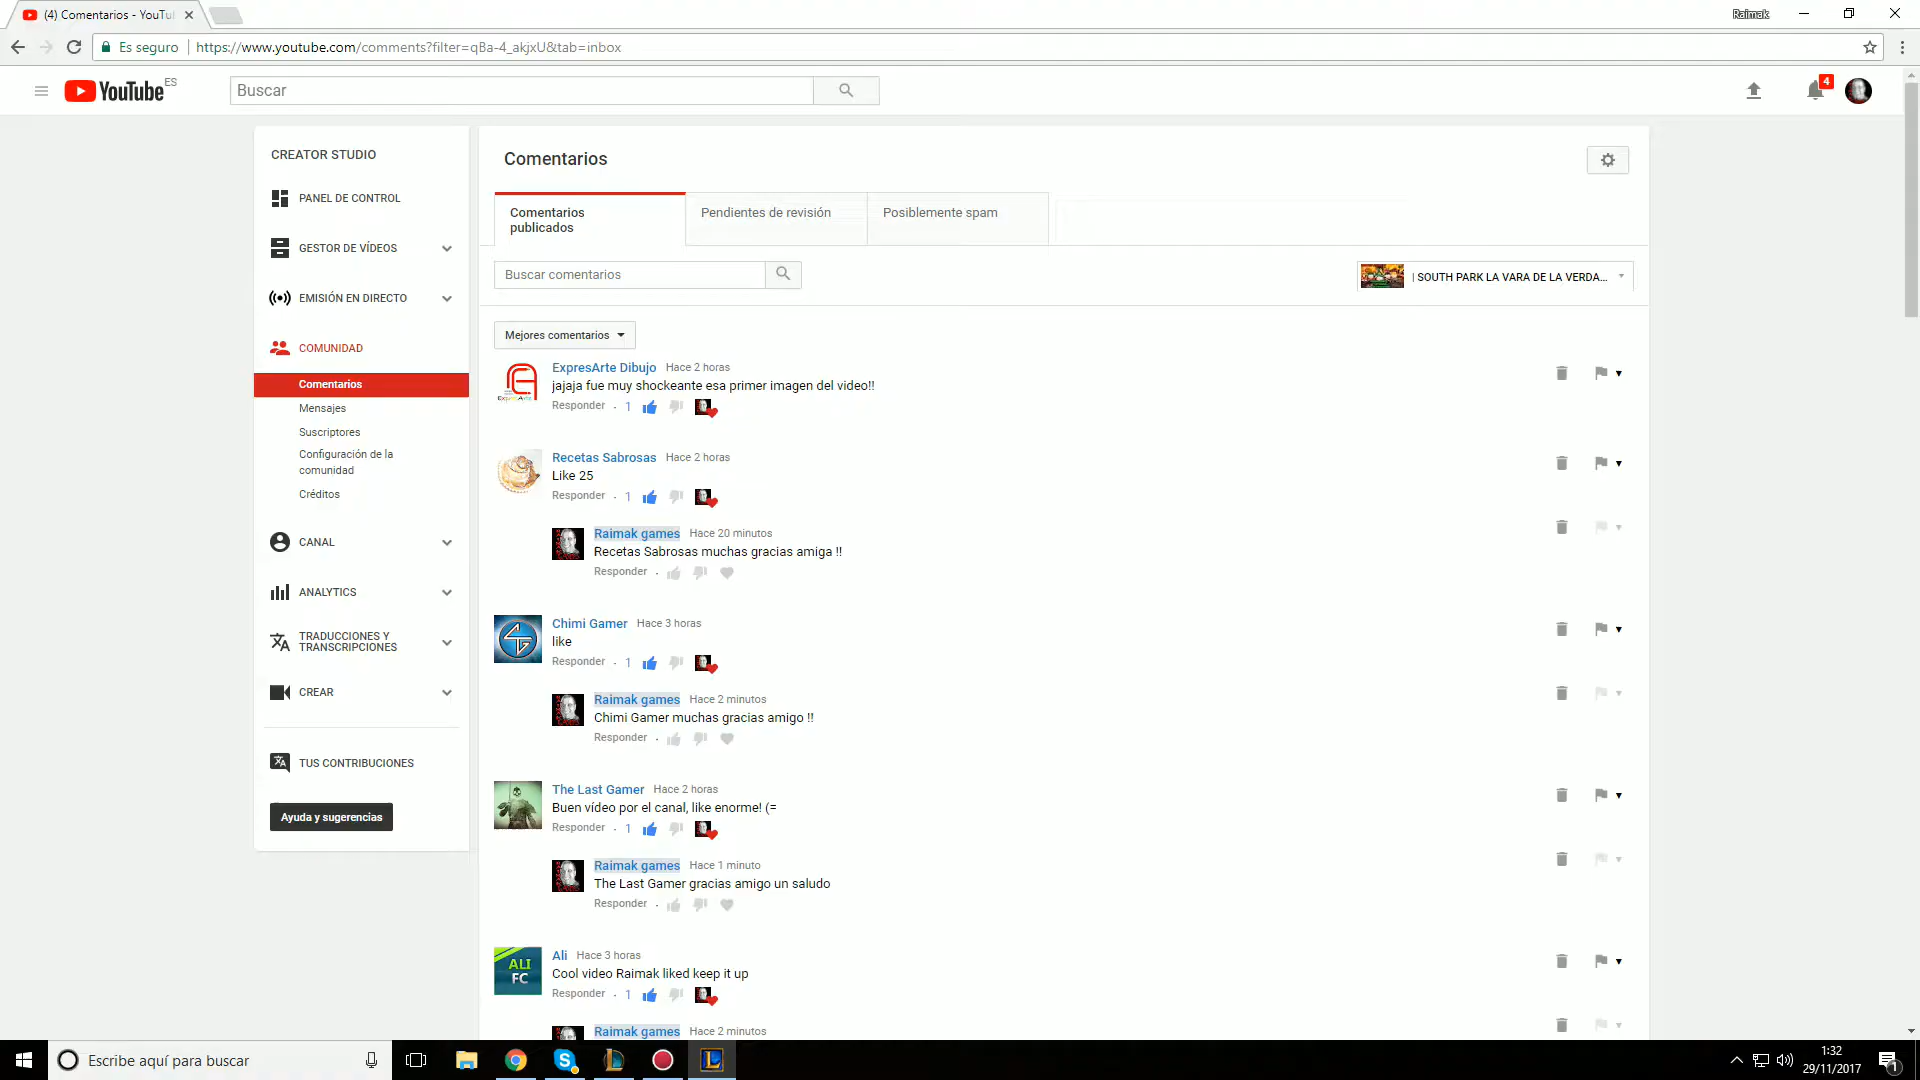 (4) Comentarios - YouTu
Raimak
Es seguro
https://www.youtube.com/comments?filter=qBa-4_akjxU&tab=inbox
YouTube ES
Buscar
4
CREATOR STUDIO
PANEL DE CONTROL
GESTOR DE VÍDEOS
EMISIÓN EN DIRECTO
COMUNIDAD
Comentarios
Mensajes
Suscriptores
Configuración de la
comunidad
Créditos
CANAL
ANALYTICS
TRADUCCIONES Y
TRANSCRIPCIONES
CREAR
TUS CONTRIBUCIONES
Ayuda y sugerencias
Comentarios
Comentarios
publicados
Pendientes de revisión
Posiblemente spam
Buscar comentarios
| SOUTH PARK LA VARA DE LA VERDA...
Mejores comentarios
ExpresArte Dibujo Hace 2 horas
jajaja fue muy shockeante esa primer imagen del video!!
Responder · 1
Recetas Sabrosas Hace 2 horas
Like 25
Responder · 1
Raimak games Hace 20 minutos
Recetas Sabrosas muchas gracias amiga !!
Responder ·
Chimi Gamer Hace 3 horas
like
Responder · 1
Raimak games Hace 2 minutos
Chimi Gamer muchas gracias amigo !!
Responder ·
The Last Gamer Hace 2 horas
Buen vídeo por el canal, like enorme! (=
Responder · 1
Raimak games Hace 1 minuto
The Last Gamer gracias amigo un saludo
Responder ·
ALI
FC
Ali Hace 3 horas
Cool video Raimak liked keep it up
Responder · 1
Raimak games Hace 2 minutos
Escribe aquí para buscar
1:32
29/11/2017
1